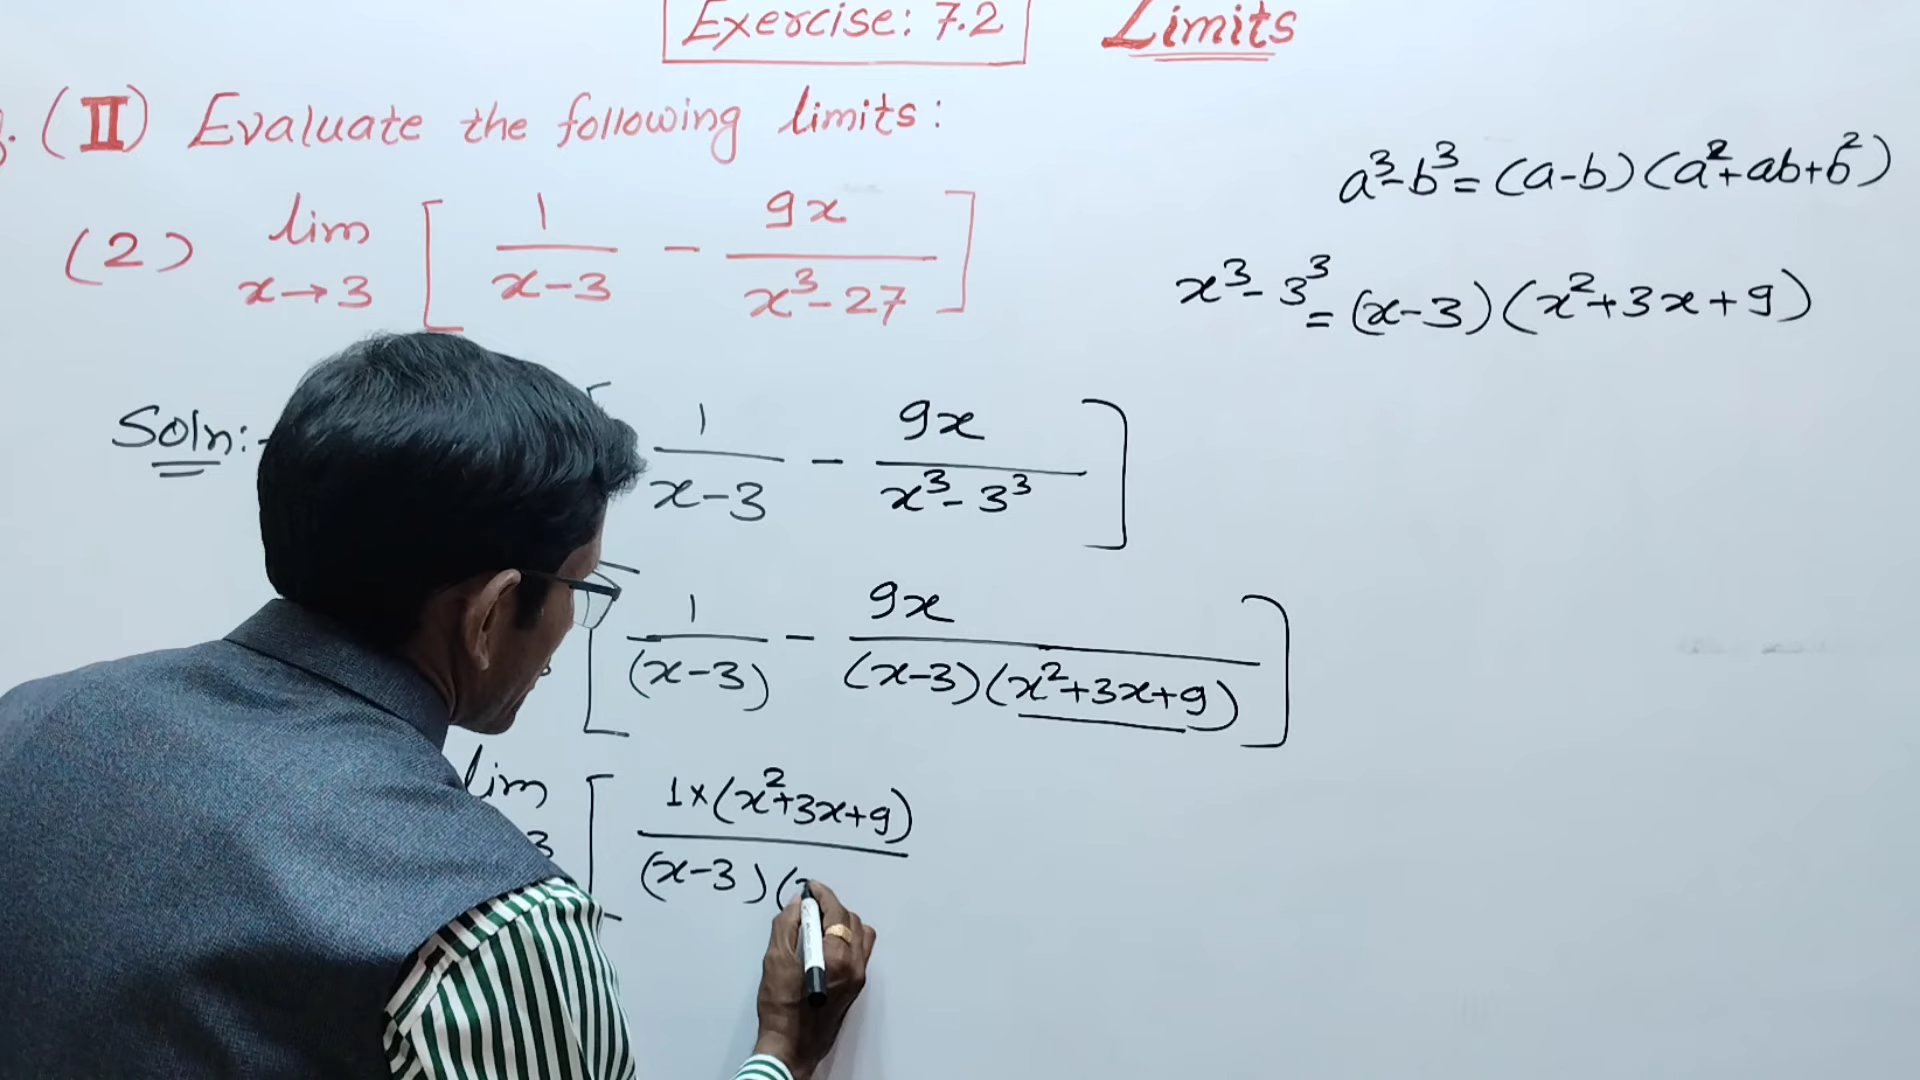 Exercise: 7.2 Limits
. (II) Evaluate the following limits:
(2) lim x→3 [ 1/(x-3) - 9x/(x³-27) ]
a³-b³ = (a-b)(a²+ab+b²)
x³-3³ = (x-3)(x²+3x+9)
Soln:- [ 1/(x-3) - 9x/(x³-3³) ]
[ 1/(x-3) - 9x/((x-3)(x²+3x+9)) ]
lim 3 [ 1×(x²+3x+9)/(x-3)(